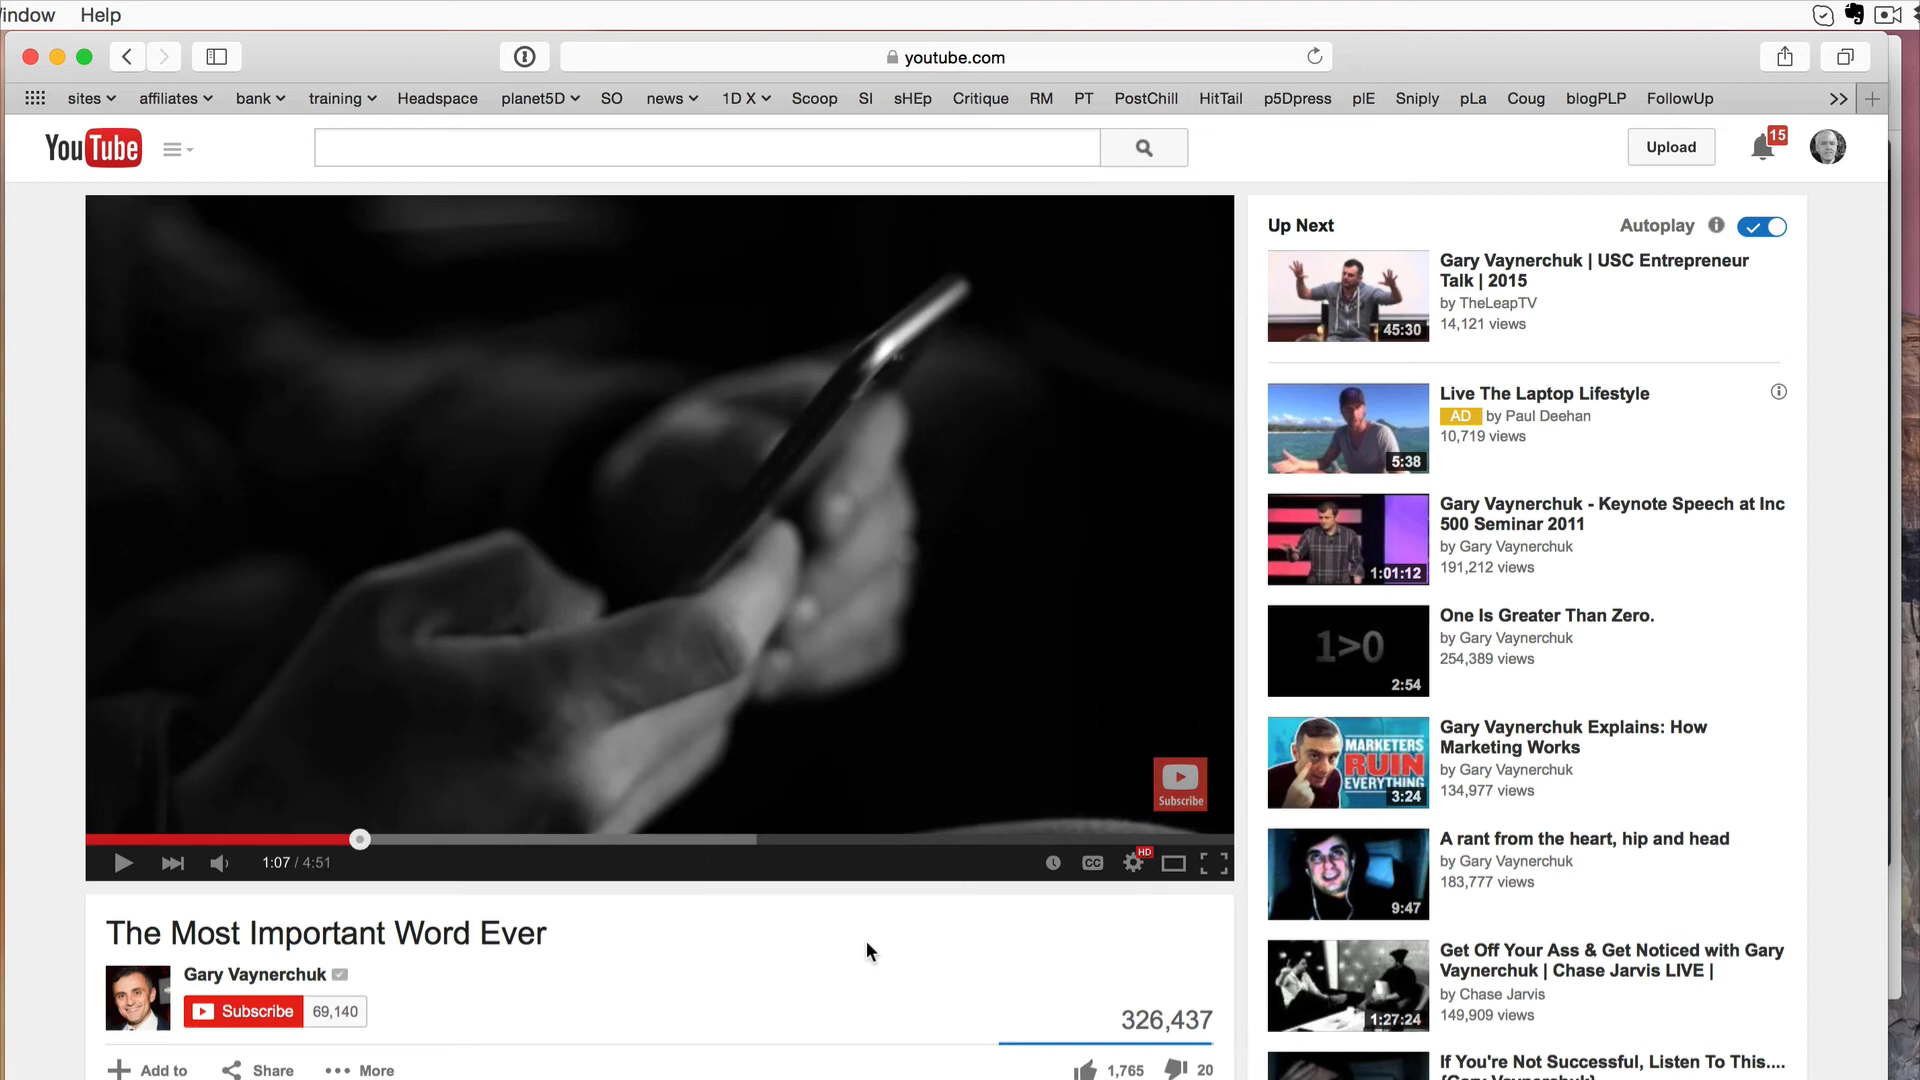 Window Help
youtube.com
sites affiliates bank training Headspace planet5D SO news 1D X Scoop SI sHEp Critique RM PT PostChill HitTail p5Dpress plE Sniply pLa Coug blogPLP FollowUp >>
YouTube
Upload
15
Up Next
Autoplay
Gary Vaynerchuk | USC Entrepreneur
Talk | 2015
by TheLeapTV
14,121 views
45:30
Live The Laptop Lifestyle
AD by Paul Deehan
10,719 views
5:38
Gary Vaynerchuk - Keynote Speech at Inc
500 Seminar 2011
by Gary Vaynerchuk
191,212 views
1:01:12
One Is Greater Than Zero.
by Gary Vaynerchuk
254,389 views
1>0
2:54
Gary Vaynerchuk Explains: How
Marketing Works
by Gary Vaynerchuk
134,977 views
MARKETERS
RUIN
EVERYTHING
3:24
A rant from the heart, hip and head
by Gary Vaynerchuk
183,777 views
9:47
Get Off Your Ass & Get Noticed with Gary
Vaynerchuk | Chase Jarvis LIVE |
by Chase Jarvis
149,909 views
1:27:24
If You're Not Successful, Listen To This....
Subscribe
1:07 / 4:51
CC
HD
The Most Important Word Ever
Gary Vaynerchuk
Subscribe 69,140
326,437
Add to Share More
1,765 20